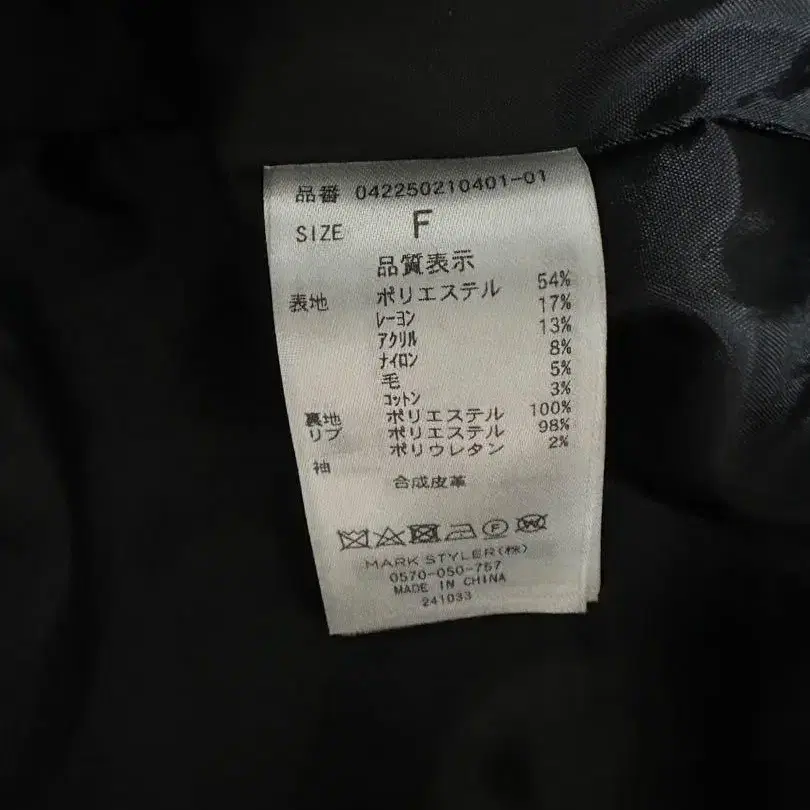 品番 042250210401-01
SIZE F
品質表示
表地 ポリエステル 54%
レーヨン 17%
アクリル 13%
ナイロン 8%
毛 5%
コットン 3%
裏地 ポリエステル 100%
リブ ポリエステル 98%
ポリウレタン 2%
袖 合成皮革
F W
MARK STYLER(株)
0570-050-757
MADE IN CHINA
241033